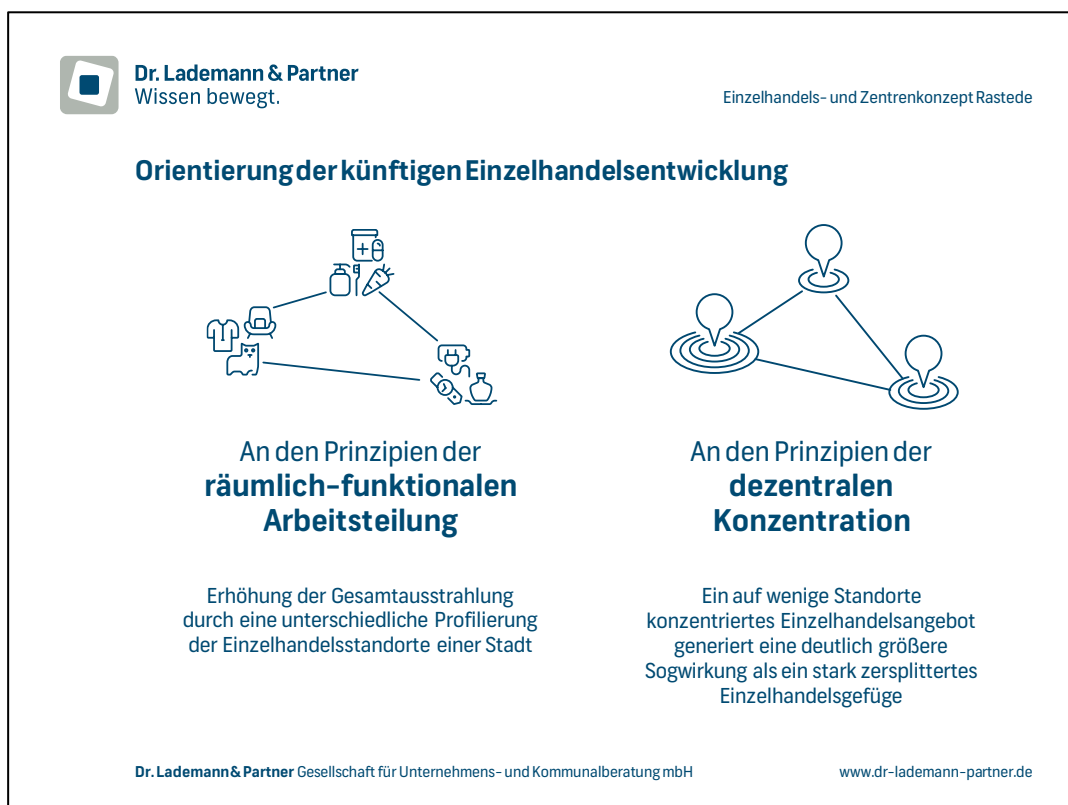 Dr. Lademann & Partner
Wissen bewegt.
Einzelhandels- und Zentrenkonzept Rastede
Orientierung der künftigen Einzelhandelsentwicklung
An den Prinzipien der
räumlich-funktionalen
Arbeitsteilung
Erhöhung der Gesamtausstrahlung
durch eine unterschiedliche Profilierung
der Einzelhandelsstandorte einer Stadt
An den Prinzipien der
dezentralen
Konzentration
Ein auf wenige Standorte
konzentriertes Einzelhandelsangebot
generiert eine deutlich größere
Sogwirkung als ein stark zersplittertes
Einzelhandelsgefüge
Dr. Lademann & Partner Gesellschaft für Unternehmens- und Kommunalberatung mbH
www.dr-lademann-partner.de